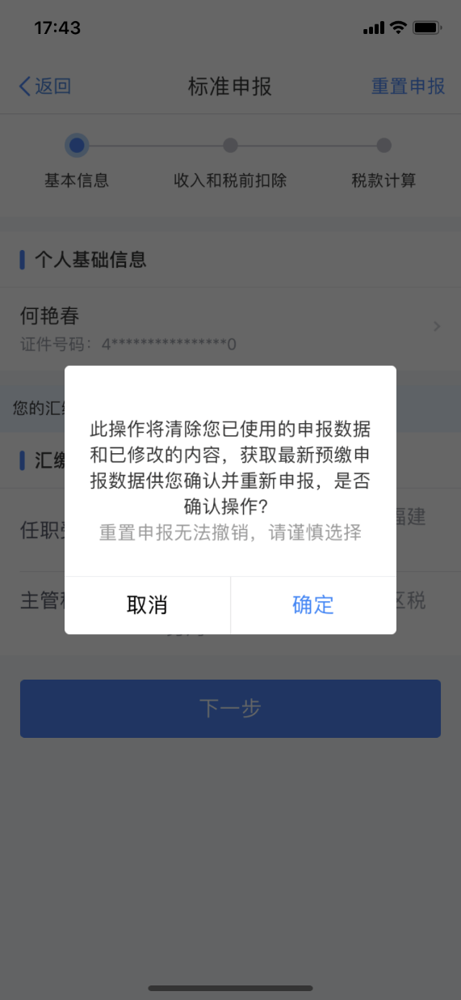 17:43
返回
标准申报
重置申报
基本信息
收入和税前扣除
税款计算
个人基础信息
何艳春
证件号码：4****************0
您的汇
此操作将清除您已使用的申报数据
和已修改的内容，获取最新预缴申
报数据供您确认并重新申报，是否
确认操作?
重置申报无法撤销，请谨慎选择
取消
确定
汇缴
任职
福建
主管
区税
下一步